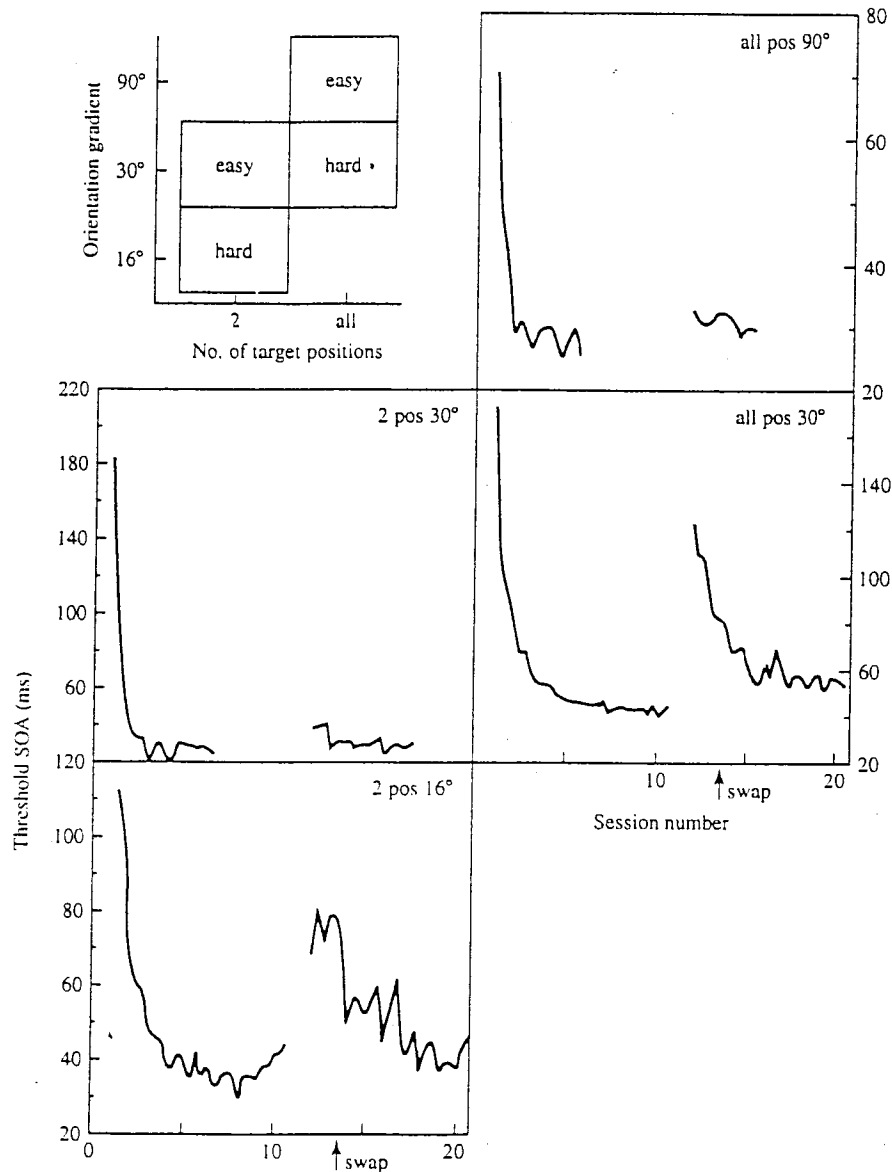 80
all pos 90°
90°
easy
60
Orientation gradient
30°
easy
hard
40
16°
hard
2
all
No. of target positions
220
20
2 pos 30°
all pos 30°
180
140
140
100
100
60
60
120
20
Threshold SOA (ms)
2 pos 16°
10
20
swap
100
Session number
80
60
40
20
0
10
20
swap